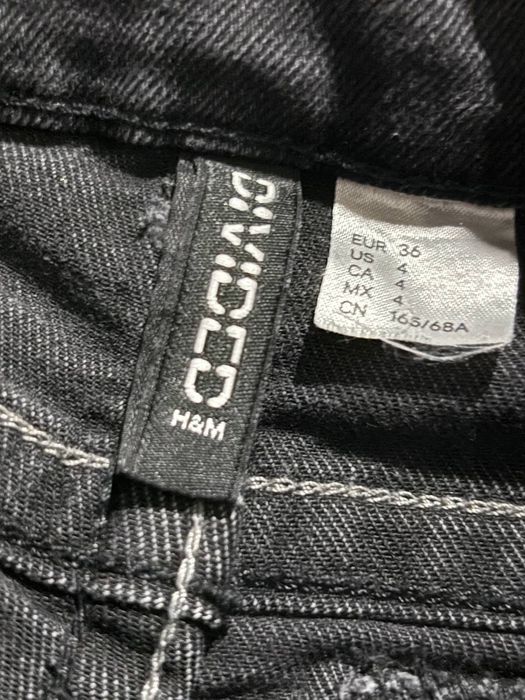 DIVIDED
H&M
EUR 36
US 4
CA 4
MX 4
CN 165/68A